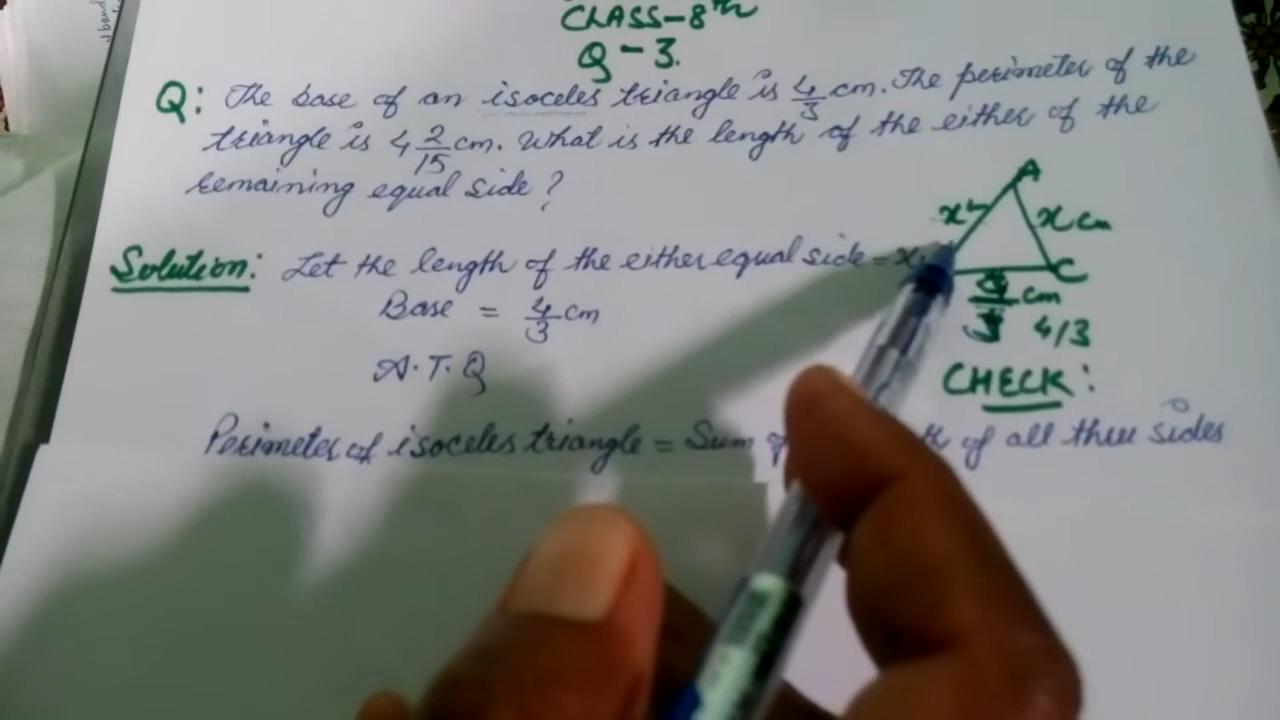 CLASS-8th
Q-3.
Q: The base of an isoceles triangle is 4/3 cm. The perimeter of the
triangle is 4 2/15 cm. What is the length of the either of the
remaining equal side?
A
x
x cm
C
4/3 cm
4/3
Solution: Let the length of the either equal side = x
Base = 4/3 cm
A.T.Q
CHECK:
Perimeter of isoceles triangle = Sum of all three sides